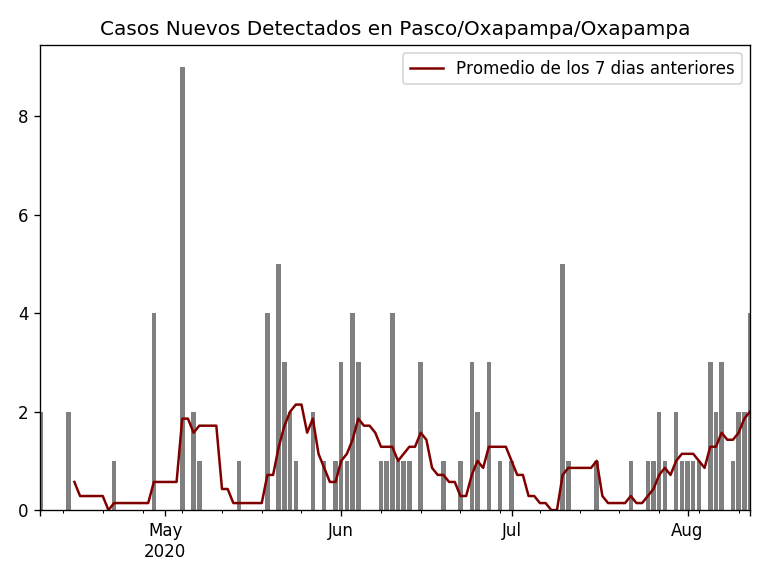 Casos Nuevos Detectados en Pasco/Oxapampa/Oxapampa
Promedio de los 7 dias anteriores
8
6
4
2
0
May
2020
Jun
Jul
Aug